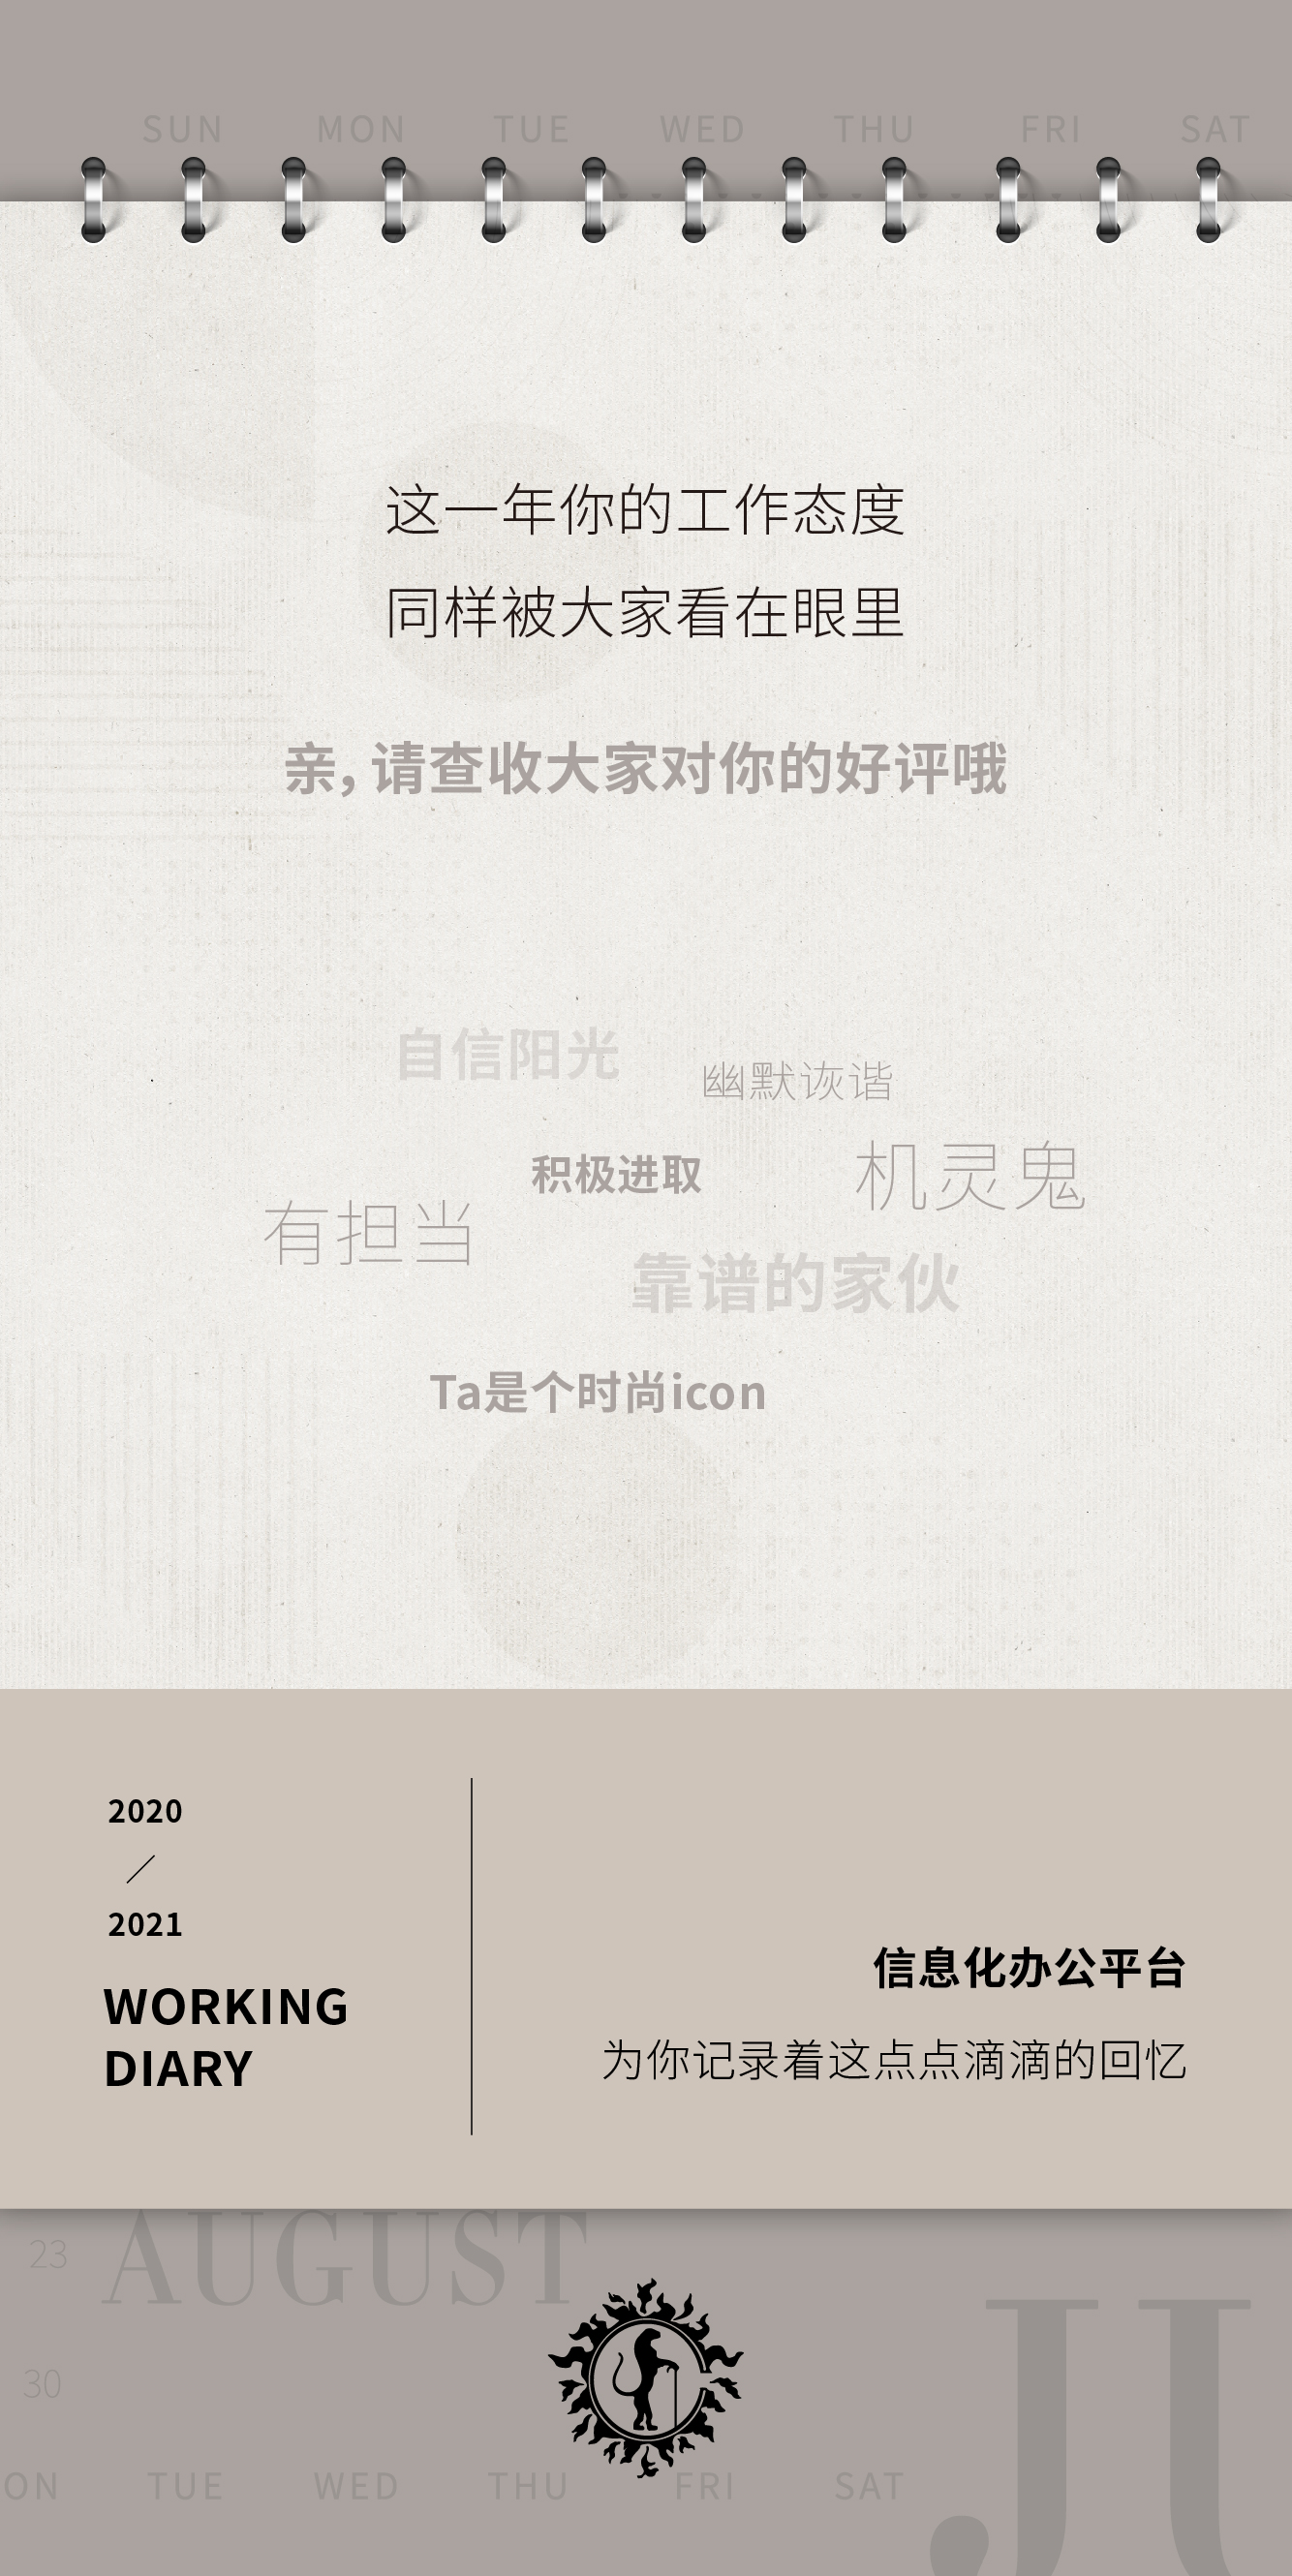 SUN MON TUE WED THU FRI SAT
这一年你的工作态度
同样被大家看在眼里
亲，请查收大家对你的好评哦
自信阳光
幽默诙谐
积极进取
机灵鬼
有担当
靠谱的家伙
Ta是个时尚icon
2020
／
2021
WORKING
DIARY
信息化办公平台
为你记录着这点点滴滴的回忆
23
AUGUST
30
JU
ON TUE WED THU FRI SAT